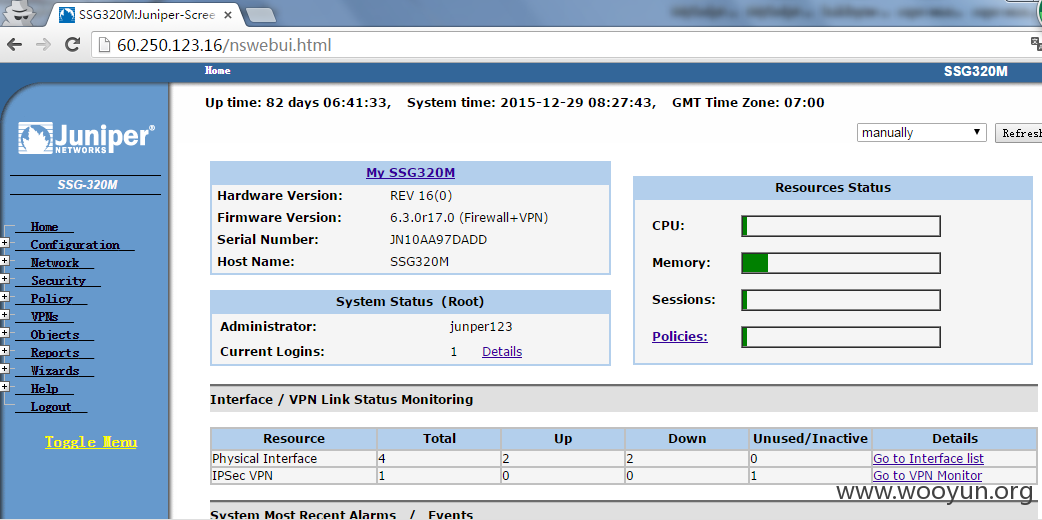 SSG320M:Juniper-Scree
60.250.123.16/nswebui.html
Home
SSG320M
Up time: 82 days 06:41:33, System time: 2015-12-29 08:27:43, GMT Time Zone: 07:00
manually
Refresh
Juniper®
NETWORKS
SSG-320M
Home
Configuration
Network
Security
Policy
VPNs
Objects
Reports
Wizards
Help
Logout
Toggle Menu
My SSG320M
Hardware Version: REV 16(0)
Firmware Version: 6.3.0r17.0 (Firewall+VPN)
Serial Number: JN10AA97DADD
Host Name: SSG320M
System Status (Root)
Administrator: junper123
Current Logins: 1 Details
Resources Status
CPU:
Memory:
Sessions:
Policies:
Interface / VPN Link Status Monitoring
Resource Total Up Down Unused/Inactive Details
Physical Interface 4 2 2 0 Go to Interface list
IPSec VPN 1 0 0 1 Go to VPN Monitor
www.wooyun.org
System Most Recent Alarms / Events